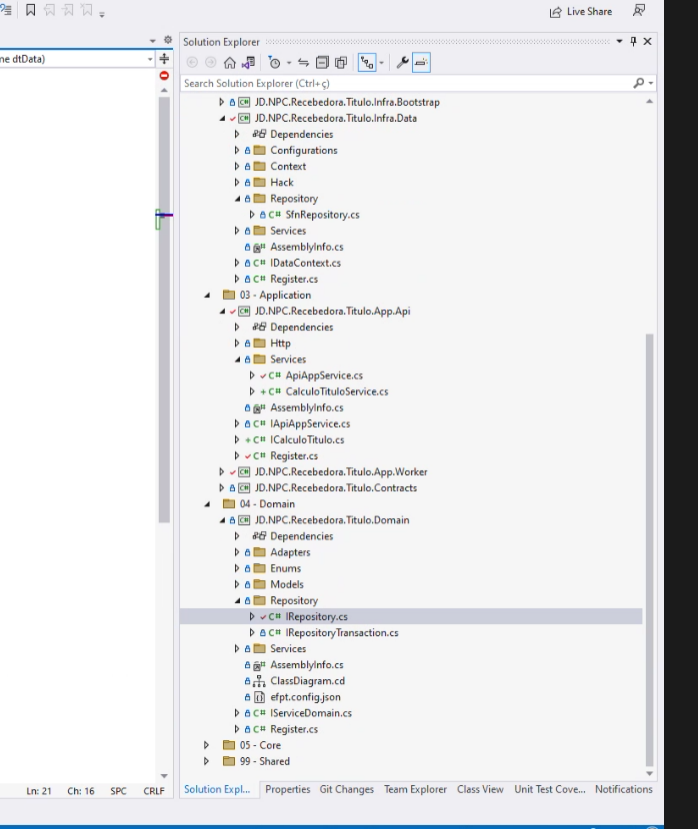 Live Share
ne dtData)
Solution Explorer
Search Solution Explorer (Ctrl+ç)
JD.NPC.Recebedora.Titulo.Infra.Bootstrap
JD.NPC.Recebedora.Titulo.Infra.Data
Dependencies
Configurations
Context
Hack
Repository
C# SfnRepository.cs
Services
AssemblyInfo.cs
C# IDataContext.cs
C# Register.cs
03 - Application
JD.NPC.Recebedora.Titulo.App.Api
Dependencies
Http
Services
C# ApiAppService.cs
C# CalculoTituloService.cs
AssemblyInfo.cs
C# IApiAppService.cs
C# ICalculoTitulo.cs
C# Register.cs
JD.NPC.Recebedora.Titulo.App.Worker
JD.NPC.Recebedora.Titulo.Contracts
04 - Domain
JD.NPC.Recebedora.Titulo.Domain
Dependencies
Adapters
Enums
Models
Repository
C# IRepository.cs
C# IRepositoryTransaction.cs
Services
AssemblyInfo.cs
ClassDiagram.cd
efpt.config.json
C# IServiceDomain.cs
C# Register.cs
05 - Core
99 - Shared
Ln: 21 Ch: 16 SPC CRLF
Solution Expl... Properties Git Changes Team Explorer Class View Unit Test Cove... Notifications